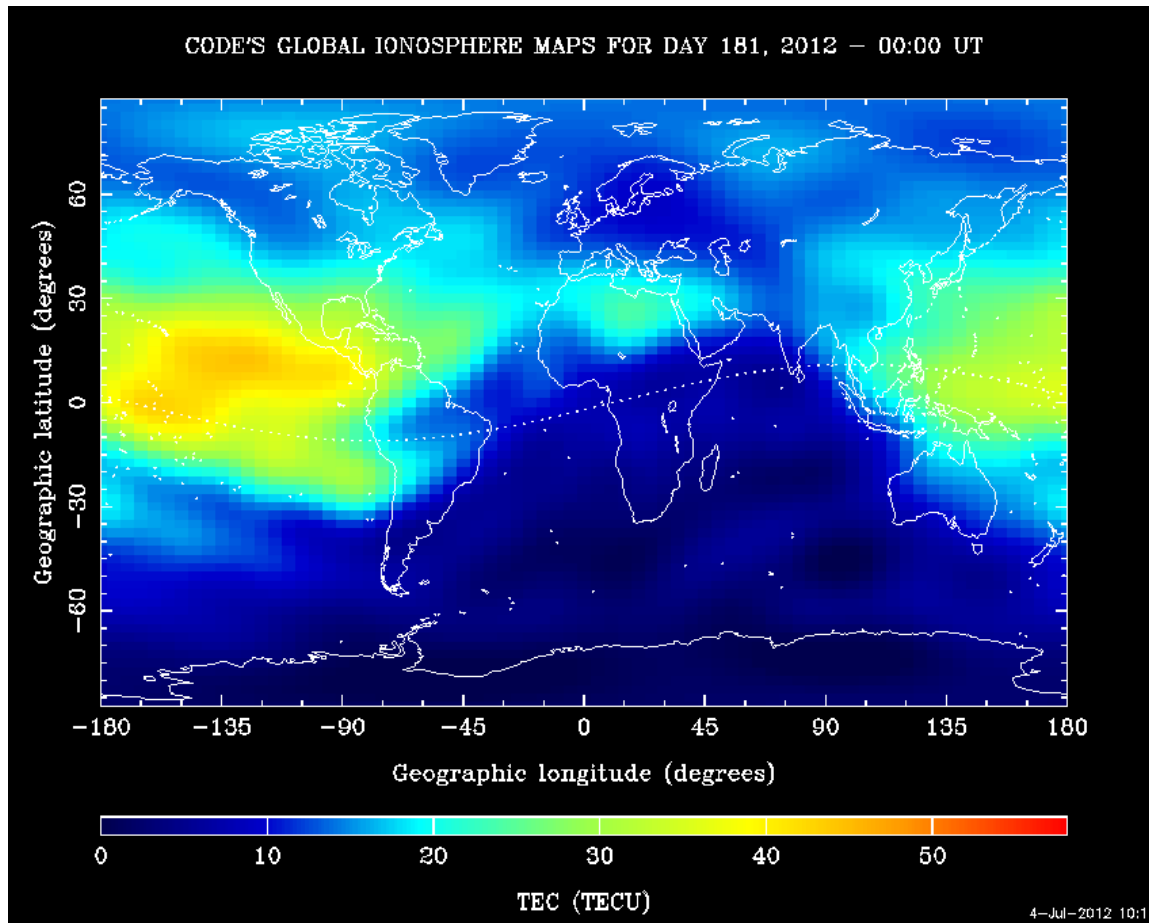 CODE'S GLOBAL IONOSPHERE MAPS FOR DAY 181, 2012 − 00:00 UT
Geographic latitude (degrees)
60
30
0
−30
−60
−180 −135 −90 −45 0 45 90 135 180
Geographic longitude (degrees)
0 10 20 30 40 50
TEC (TECU)
4-Jul-2012 10:1